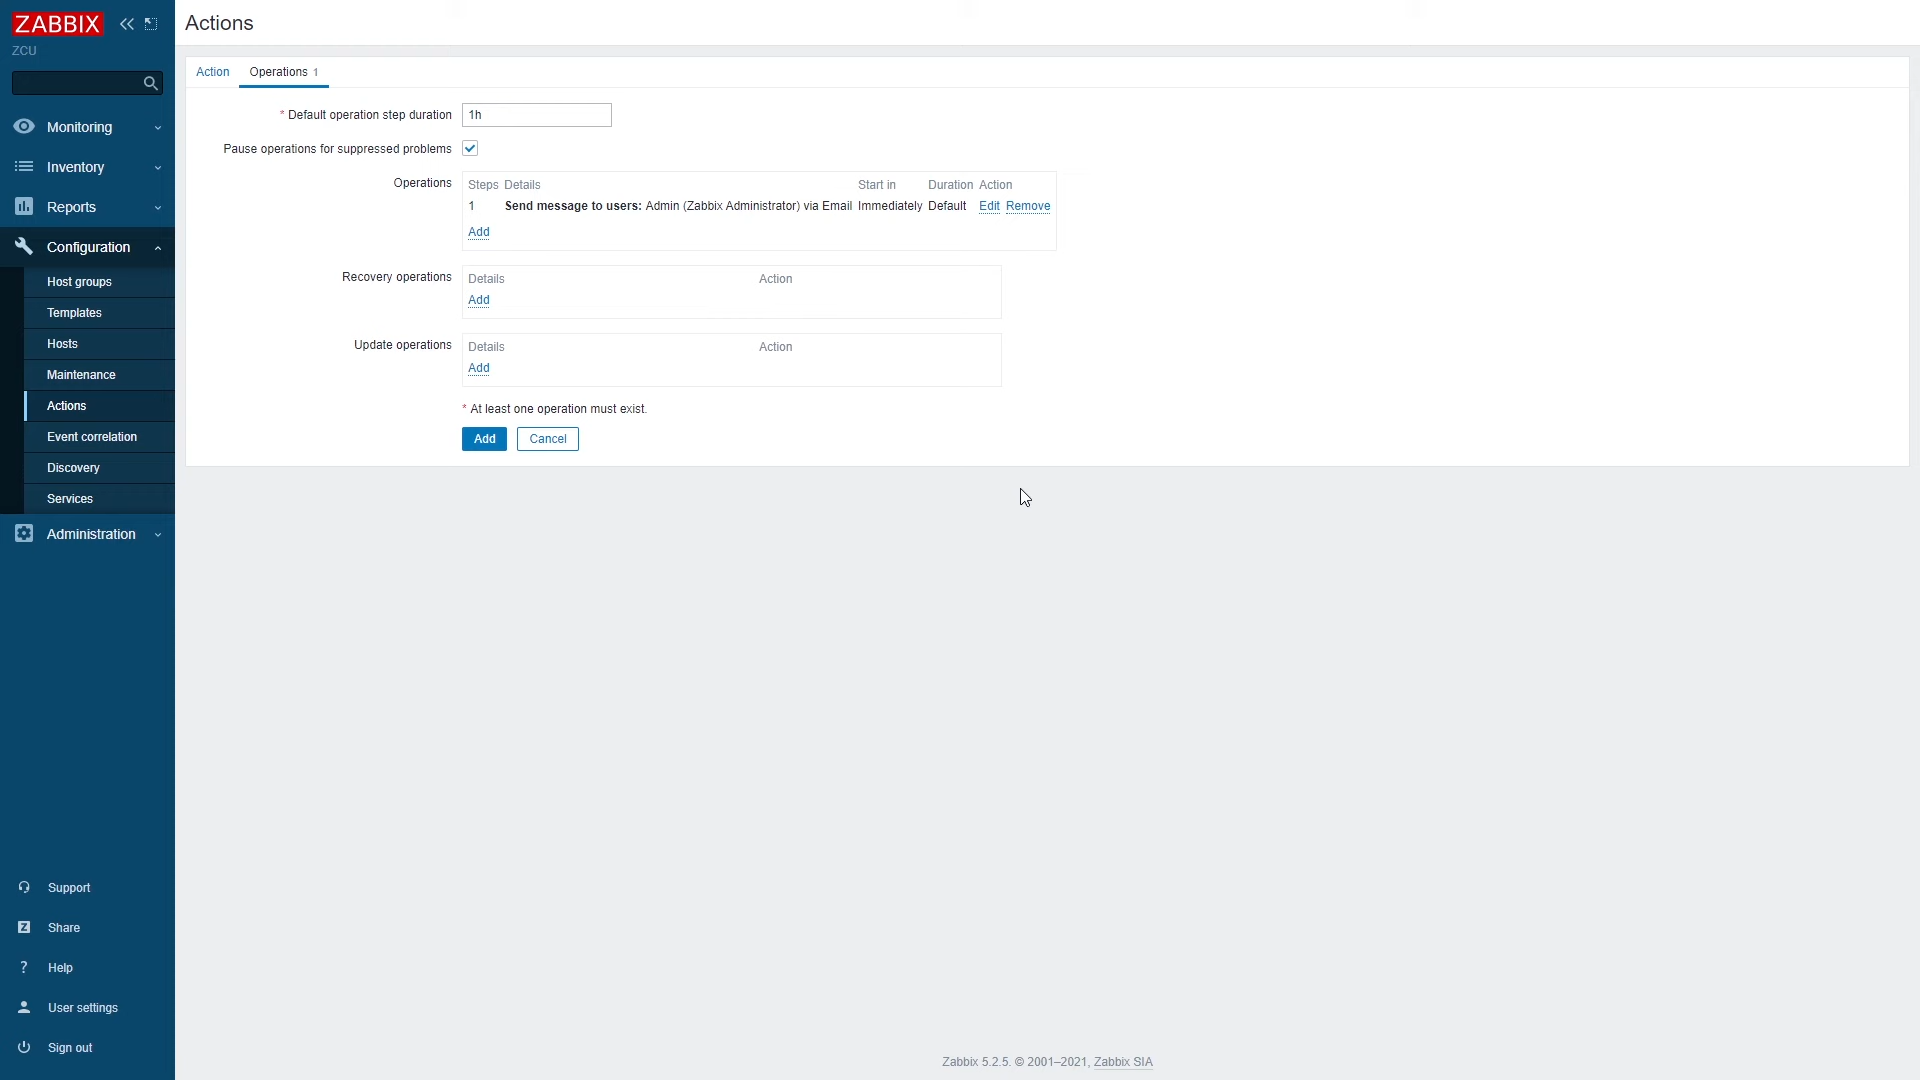 ZABBIX
ZCU
Monitoring
Inventory
Reports
Configuration
Host groups
Templates
Hosts
Maintenance
Actions
Event correlation
Discovery
Services
Administration
Support
Share
Help
User settings
Sign out
Actions
Action Operations 1
* Default operation step duration 1h
Pause operations for suppressed problems
Operations Steps Details Start in Duration Action
1 Send message to users: Admin (Zabbix Administrator) via Email Immediately Default Edit Remove
Add
Recovery operations Details Action
Add
Update operations Details Action
Add
* At least one operation must exist.
Add Cancel
Zabbix 5.2.5. © 2001–2021, Zabbix SIA